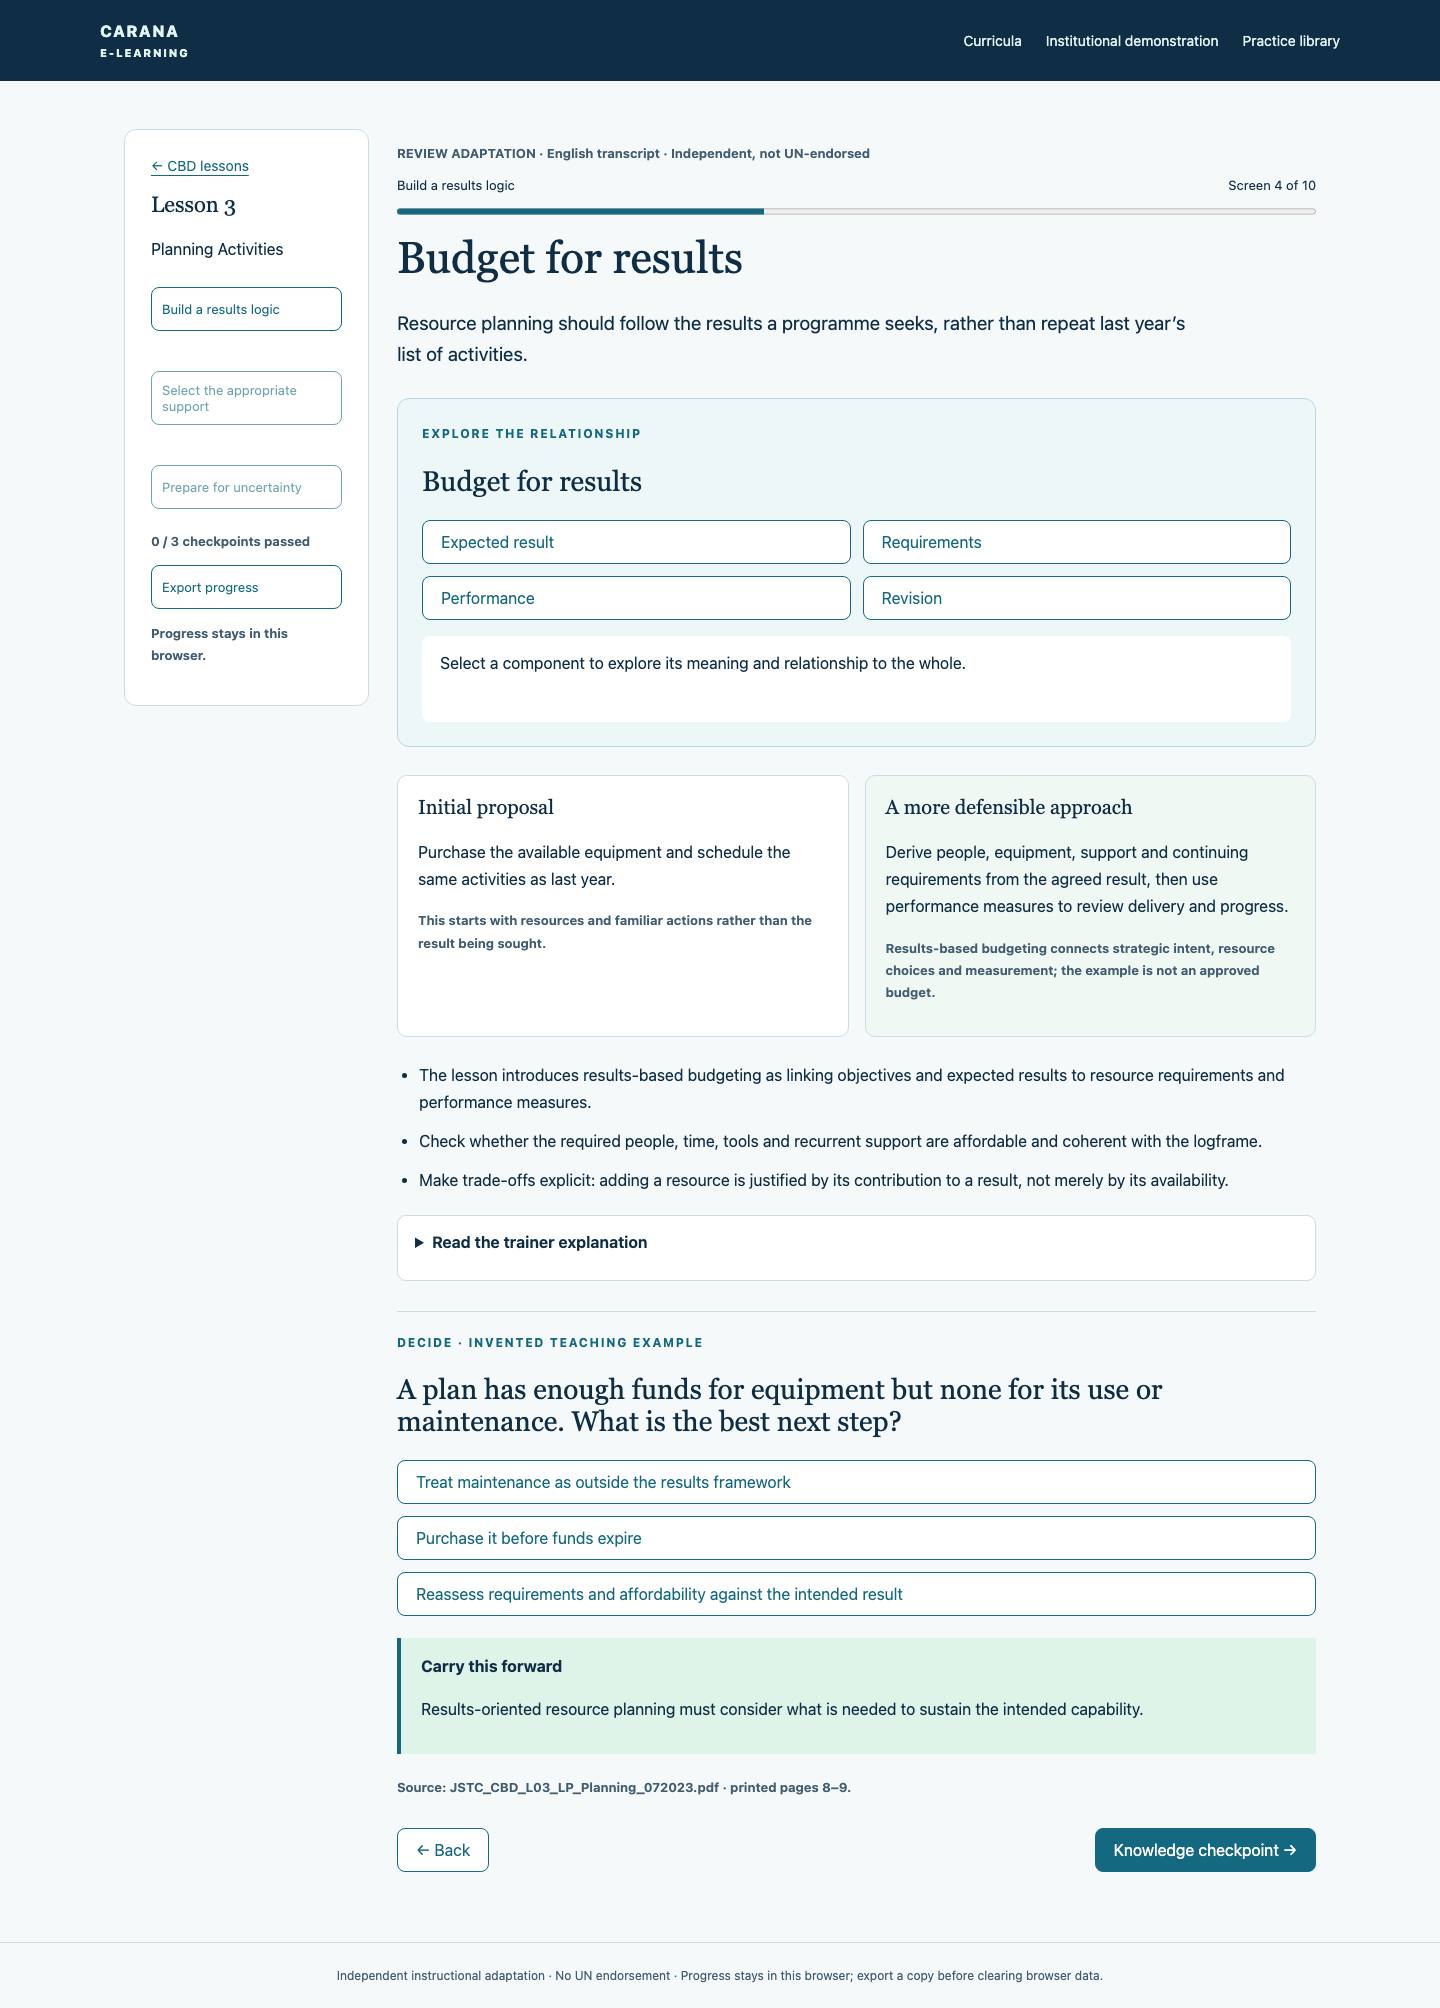 CARANA
E-LEARNING
Curricula
Institutional demonstration
Practice library
← CBD lessons
Lesson 3
Planning Activities
Build a results logic
Select the appropriate
support
Prepare for uncertainty
0 / 3 checkpoints passed
Export progress
Progress stays in this
browser.
REVIEW ADAPTATION · English transcript · Independent, not UN-endorsed
Build a results logic
Screen 4 of 10
Budget for results
Resource planning should follow the results a programme seeks, rather than repeat last year’s
list of activities.
EXPLORE THE RELATIONSHIP
Budget for results
Expected result
Requirements
Performance
Revision
Select a component to explore its meaning and relationship to the whole.
Initial proposal
Purchase the available equipment and schedule the
same activities as last year.
This starts with resources and familiar actions rather than the
result being sought.
A more defensible approach
Derive people, equipment, support and continuing
requirements from the agreed result, then use
performance measures to review delivery and progress.
Results-based budgeting connects strategic intent, resource
choices and measurement; the example is not an approved
budget.
• The lesson introduces results-based budgeting as linking objectives and expected results to resource requirements and
performance measures.
• Check whether the required people, time, tools and recurrent support are affordable and coherent with the logframe.
• Make trade-offs explicit: adding a resource is justified by its contribution to a result, not merely by its availability.
▶ Read the trainer explanation
DECIDE · INVENTED TEACHING EXAMPLE
A plan has enough funds for equipment but none for its use or
maintenance. What is the best next step?
Treat maintenance as outside the results framework
Purchase it before funds expire
Reassess requirements and affordability against the intended result
Carry this forward
Results-oriented resource planning must consider what is needed to sustain the intended capability.
Source: JSTC_CBD_L03_LP_Planning_072023.pdf · printed pages 8–9.
← Back
Knowledge checkpoint →
Independent instructional adaptation · No UN endorsement · Progress stays in this browser; export a copy before clearing browser data.